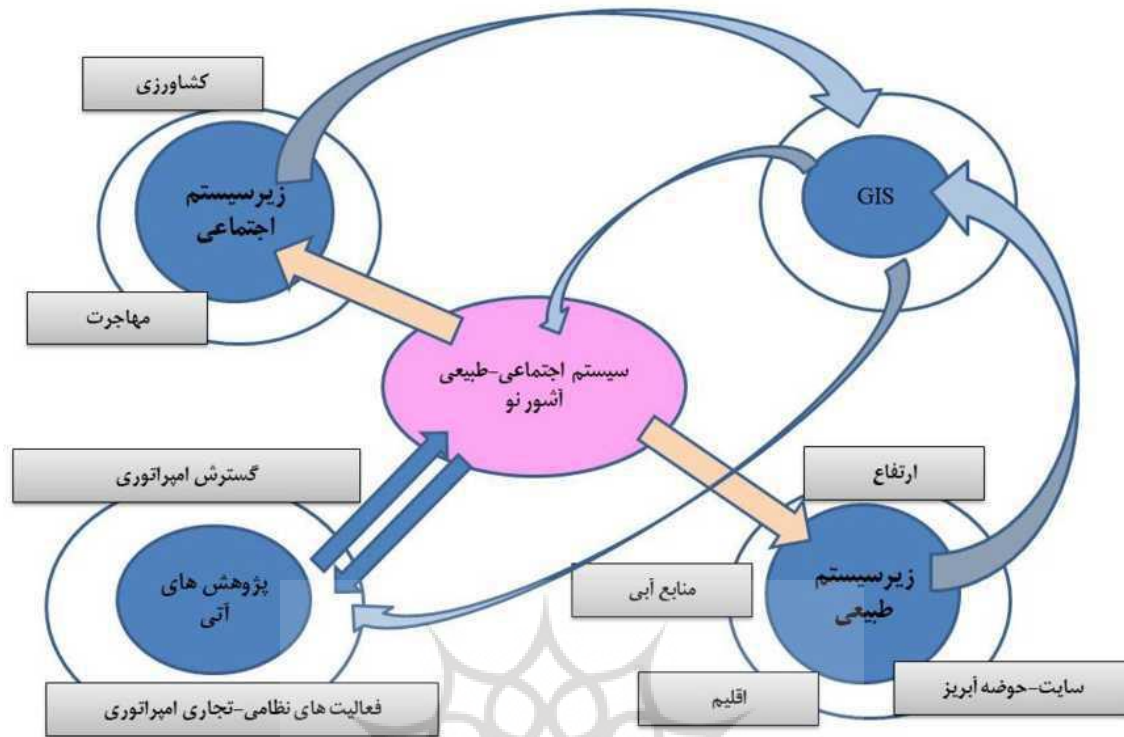 کشاورزی
زیرسیستم
اجتماعی
GIS
مهاجرت
سیستم اجتماعی-طبیعی
آشور نو
گسترش امپراتوری
ارتفاع
پژوهش های
آتی
منابع آبی
زیرسیستم
طبیعی
فعالیت های نظامی-تجاری امپراتوری
اقلیم
سایت-حوضه آبریز